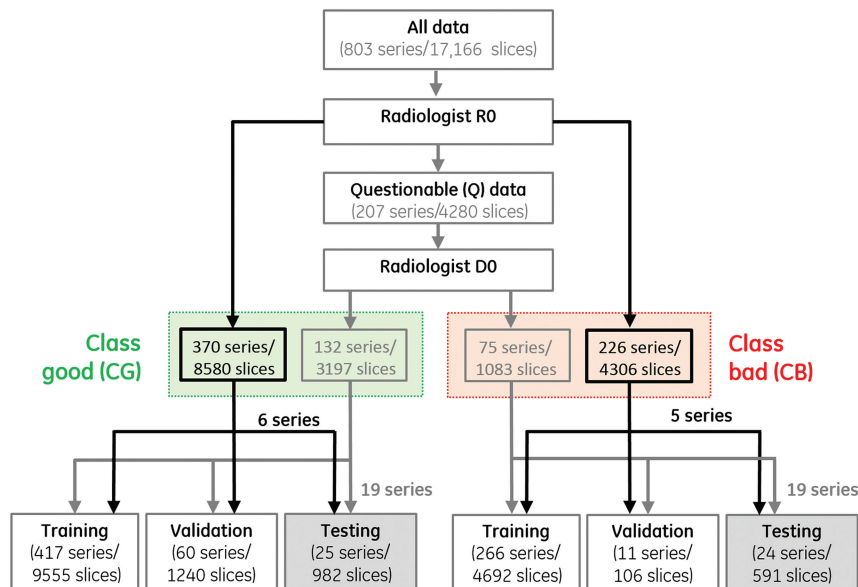 All data
(803 series/17,166 slices)
Radiologist R0
Questionable (Q) data
(207 series/4280 slices)
Radiologist D0
Class
good (CG)
370 series/
8580 slices
132 series/
3197 slices
75 series/
1083 slices
226 series/
4306 slices
Class
bad (CB)
6 series
5 series
19 series
19 series
Training
(417 series/
9555 slices)
Validation
(60 series/
1240 slices)
Testing
(25 series/
982 slices)
Training
(266 series/
4692 slices)
Validation
(11 series/
106 slices)
Testing
(24 series/
591 slices)